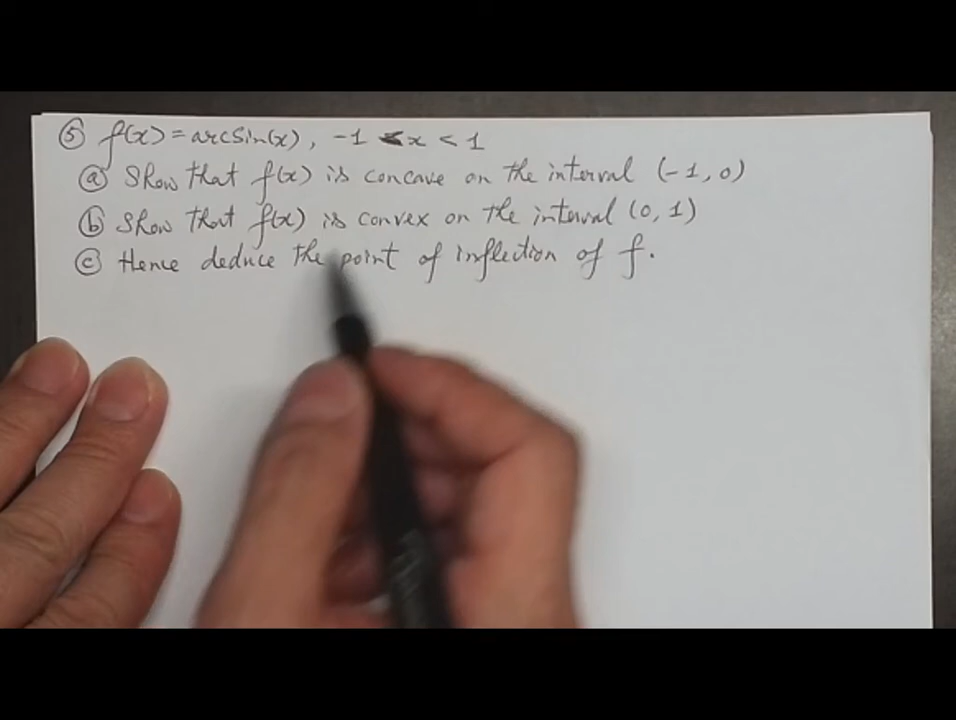 ⑤ f(x) = arcsin(x), -1 < x < 1
ⓐ Show that f(x) is concave on the interval (-1, 0)
ⓑ Show that f(x) is convex on the interval (0, 1)
ⓒ Hence deduce the point of inflection of f.